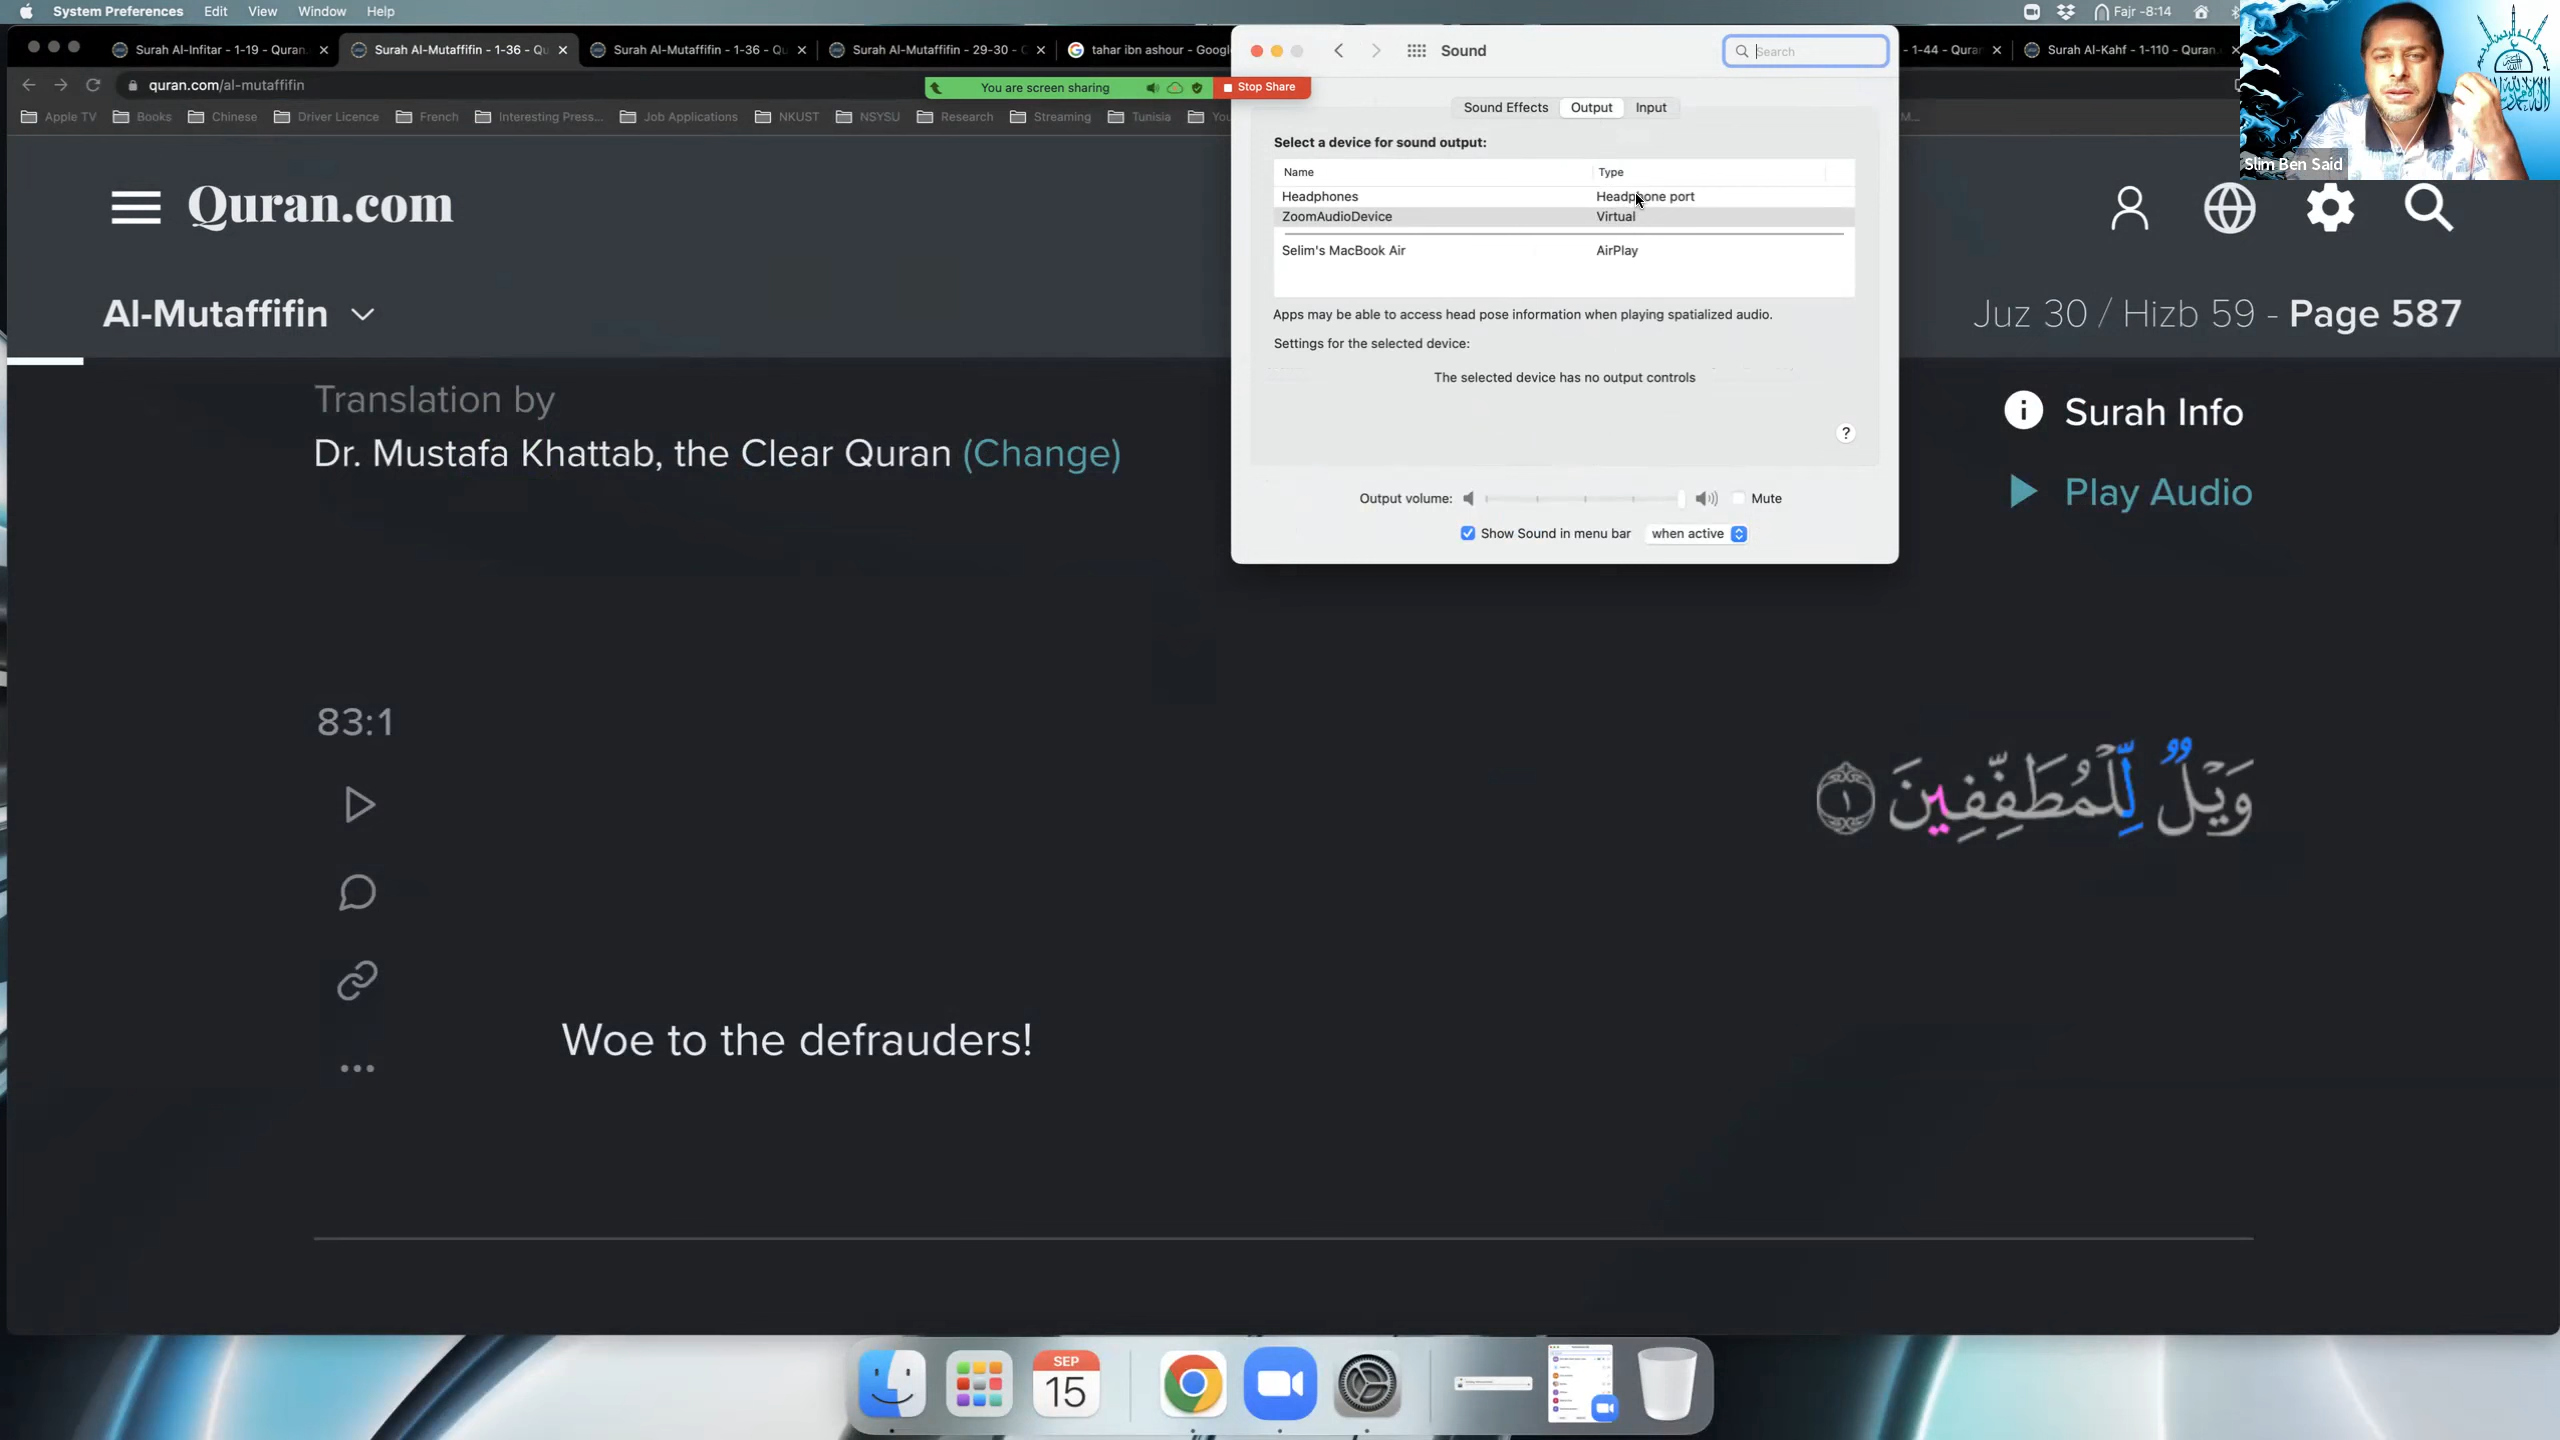 System Preferences Edit View Window Help
Fajr -8:14
Surah Al-Infitar - 1-19 - Quran.
Surah Al-Mutaffifin - 1-36 - Qu
Surah Al-Mutaffifin - 1-36 - Qu
Surah Al-Mutaffifin - 29-30 - Q
tahar ibn ashour - Googl
1-44 - Quran
Surah Al-Kahf - 1-110 - Quran.
quran.com/al-mutaffifin
You are screen sharing
Stop Share
Apple TV Books Chinese Driver Licence French Interesting Press... Job Applications NKUST NSYSU Research Streaming Tunisia You
Sound
Search
Sound Effects Output Input
Select a device for sound output:
Name Type
Headphones Headphone port
ZoomAudioDevice Virtual
Selim's MacBook Air AirPlay
Apps may be able to access head pose information when playing spatialized audio.
Settings for the selected device:
The selected device has no output controls
?
Output volume: Mute
Show Sound in menu bar when active
Slim Ben Said
Quran.com
Al-Mutaffifin
Juz 30 / Hizb 59 - Page 587
Translation by
Dr. Mustafa Khattab, the Clear Quran (Change)
Surah Info
Play Audio
83:1
وَيْلٌ لِّلْمُطَفِّفِينَ ١
Woe to the defrauders!
SEP
15